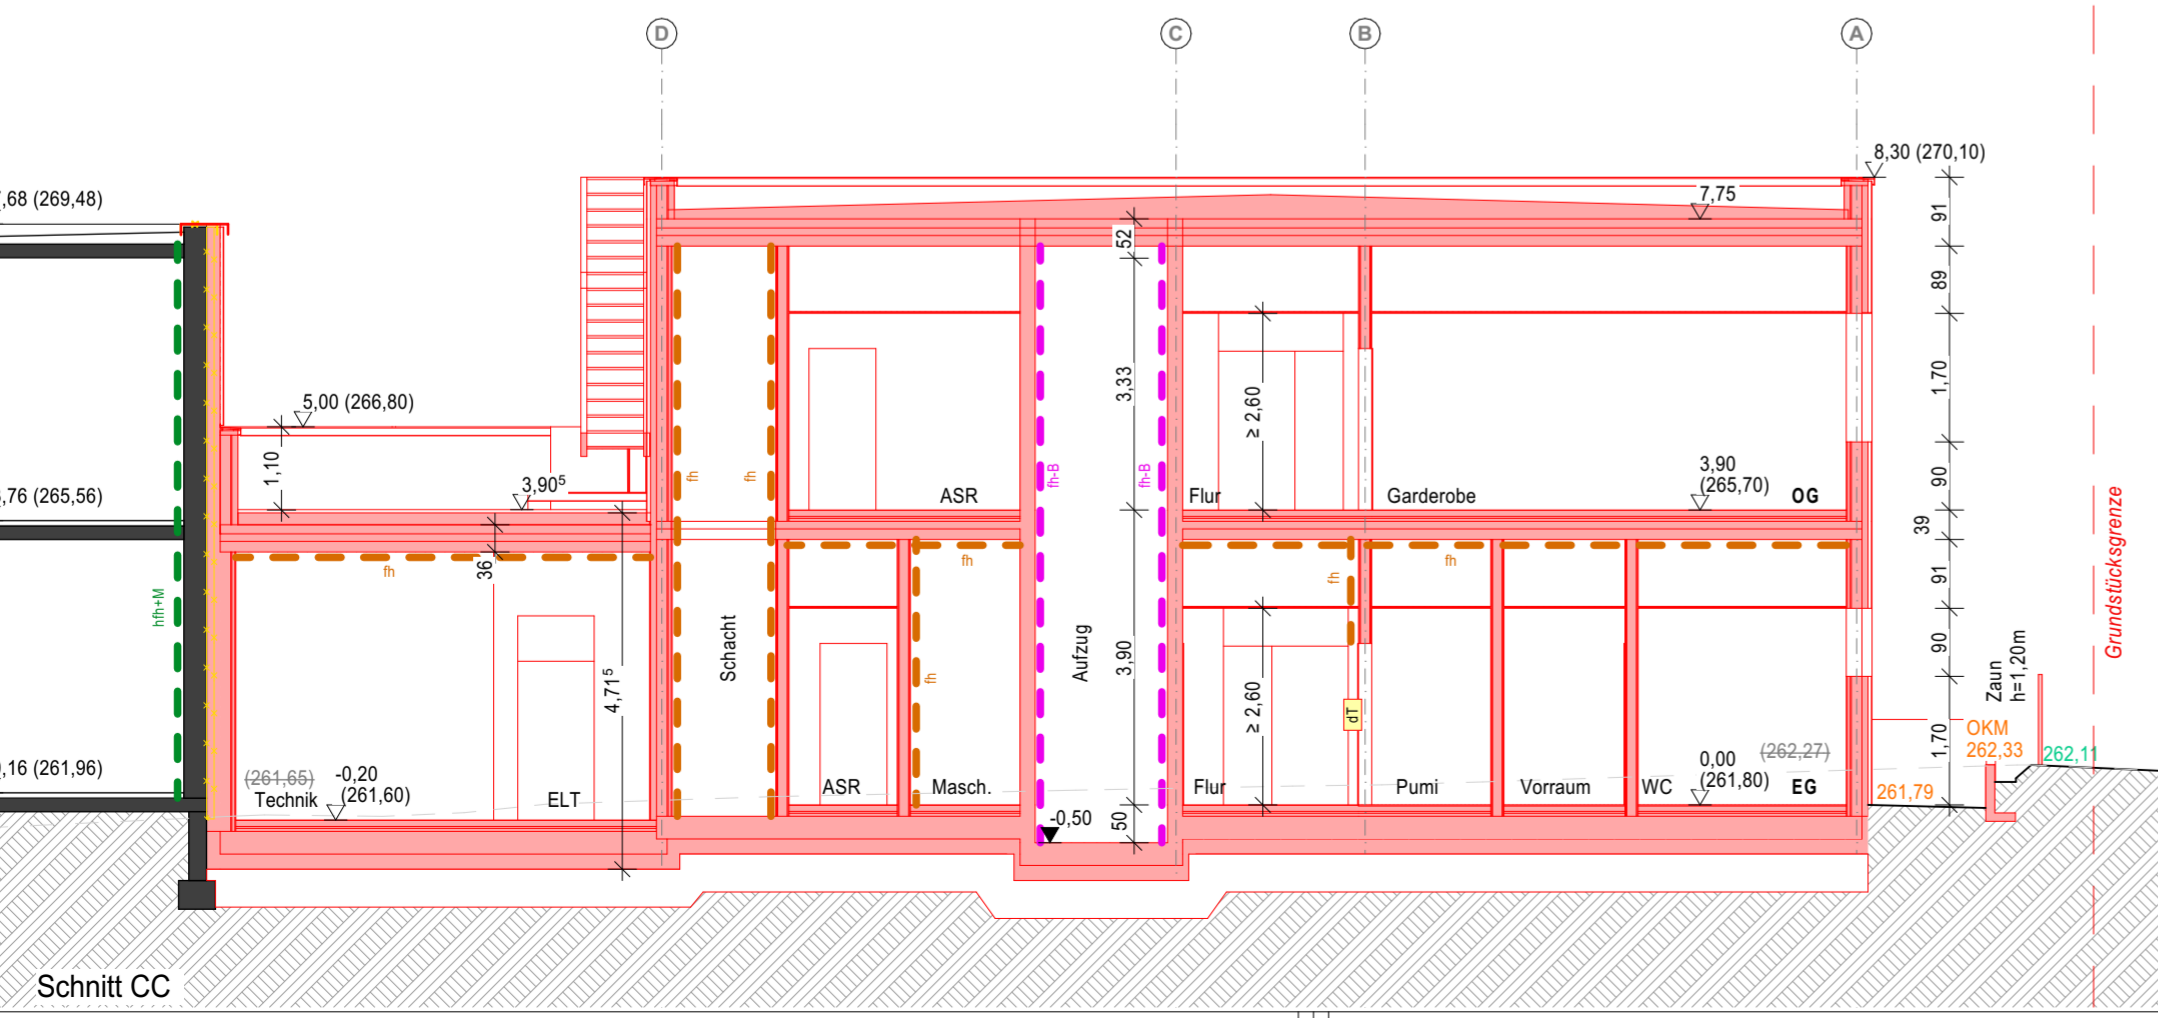 D
C
B
A
8,30 (270,10)
,68 (269,48)
7,75
91
52
89
3,33
1,70
≥ 2,60
5,00 (266,80)
1,10
3,90⁵
fh
fh
fh-B
fh-B
,76 (265,56)
ASR
Flur
Garderobe
3,90
(265,70)
OG
90
39
Grundstücksgrenze
36
fh
fh
fh
fh
91
hfh+M
Schacht
Aufzug
3,90
90
4,71⁵
fh
≥ 2,60
dT
Zaun
h=1,20m
1,70
OKM
262,33
262,11
,16 (261,96)
(261,65)
-0,20
(261,60)
Technik
ELT
ASR
Masch.
Flur
Pumi
Vorraum
WC
0,00
(261,80)
(262,27)
EG
261,79
-0,50
50
Schnitt CC